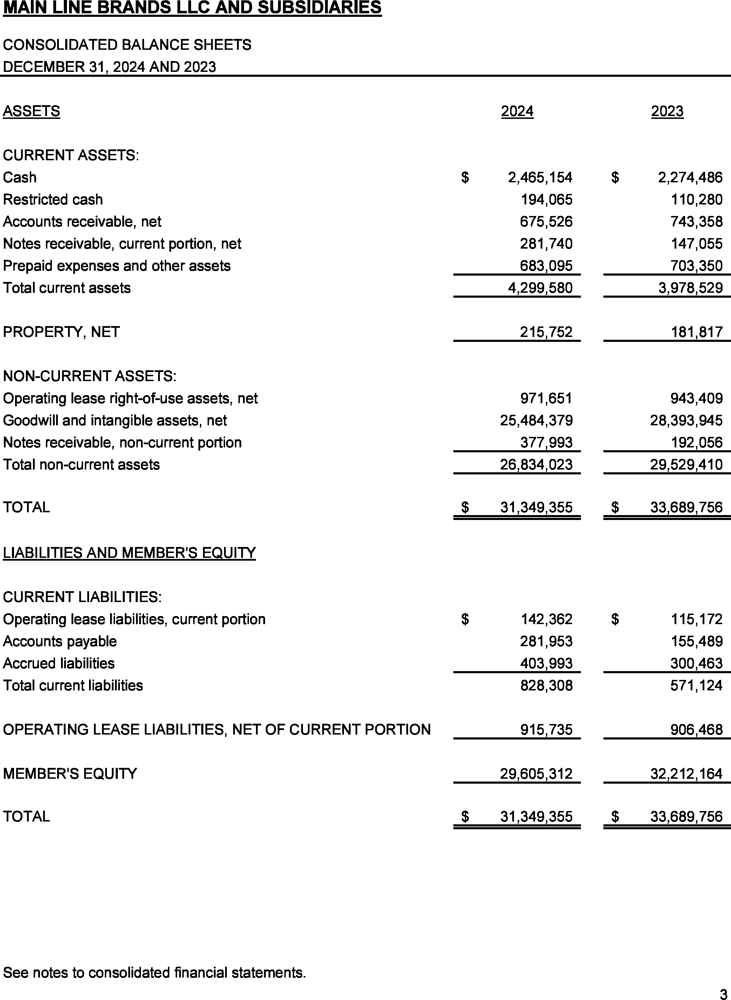 MAIN LINE BRANDS LLC AND SUBSIDIARIES
CONSOLIDATED BALANCE SHEETS
DECEMBER 31, 2024 AND 2023
ASSETS 2024 2023
CURRENT ASSETS:
Cash $ 2,465,154 $ 2,274,486
Restricted cash 194,065 110,280
Accounts receivable, net 675,526 743,358
Notes receivable, current portion, net 281,740 147,055
Prepaid expenses and other assets 683,095 703,350
Total current assets 4,299,580 3,978,529
PROPERTY, NET 215,752 181,817
NON-CURRENT ASSETS:
Operating lease right-of-use assets, net 971,651 943,409
Goodwill and intangible assets, net 25,484,379 28,393,945
Notes receivable, non-current portion 377,993 192,056
Total non-current assets 26,834,023 29,529,410
TOTAL $ 31,349,355 $ 33,689,756
LIABILITIES AND MEMBER'S EQUITY
CURRENT LIABILITIES:
Operating lease liabilities, current portion $ 142,362 $ 115,172
Accounts payable 281,953 155,489
Accrued liabilities 403,993 300,463
Total current liabilities 828,308 571,124
OPERATING LEASE LIABILITIES, NET OF CURRENT PORTION 915,735 906,468
MEMBER'S EQUITY 29,605,312 32,212,164
TOTAL $ 31,349,355 $ 33,689,756
See notes to consolidated financial statements.
3